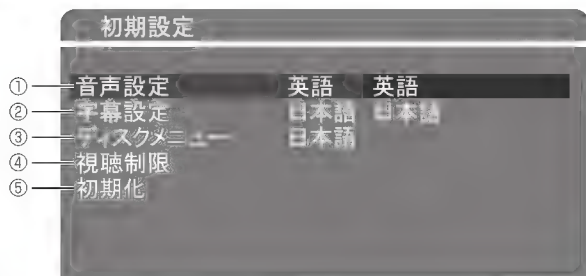 初期設定
① 音声設定 英語 英語
② 字幕設定 日本語 日本語
③ ディスクメニュー 日本語
④ 視聴制限
⑤ 初期化